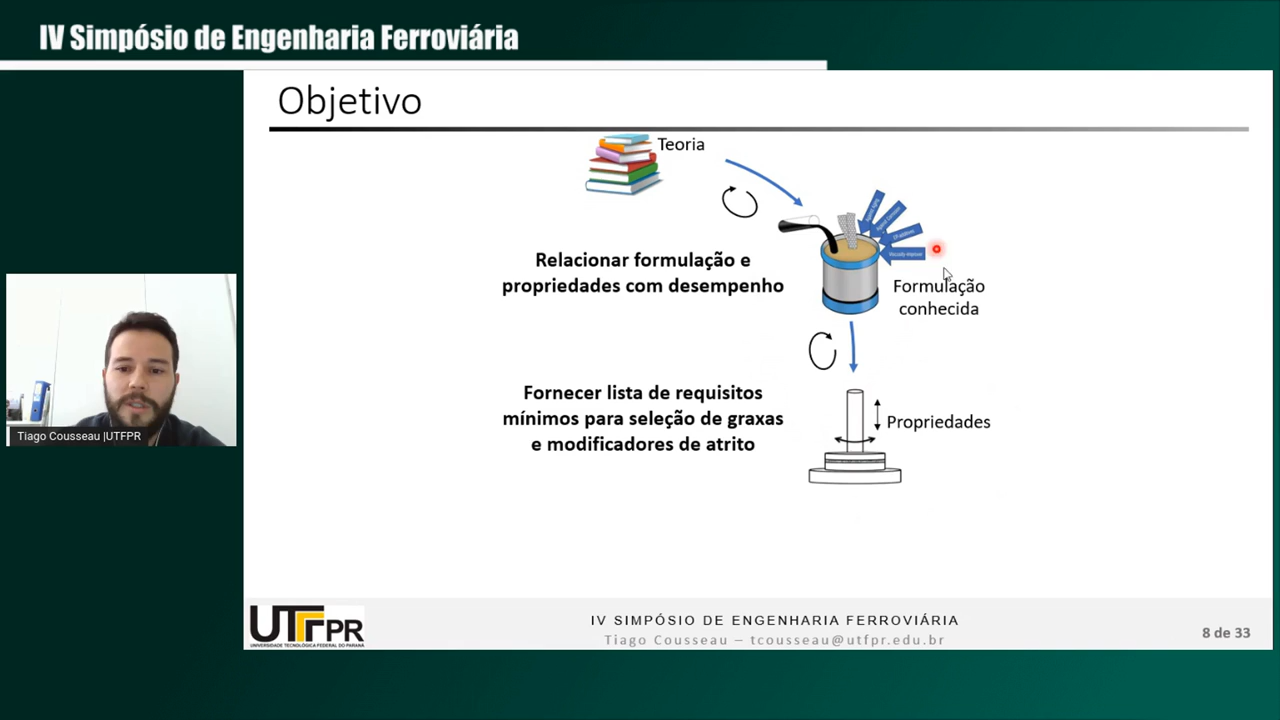 IV Simpósio de Engenharia Ferroviária
Objetivo
Teoria
Relacionar formulação e
propriedades com desempenho
Formulação
conhecida
Fornecer lista de requisitos
mínimos para seleção de graxas
e modificadores de atrito
Propriedades
Tiago Cousseau |UTFPR
UTFPR
UNIVERSIDADE TECNOLÓGICA FEDERAL DO PARANÁ
IV SIMPÓSIO DE ENGENHARIA FERROVIÁRIA
Tiago Cousseau – tcousseau@utfpr.edu.br
8 de 33